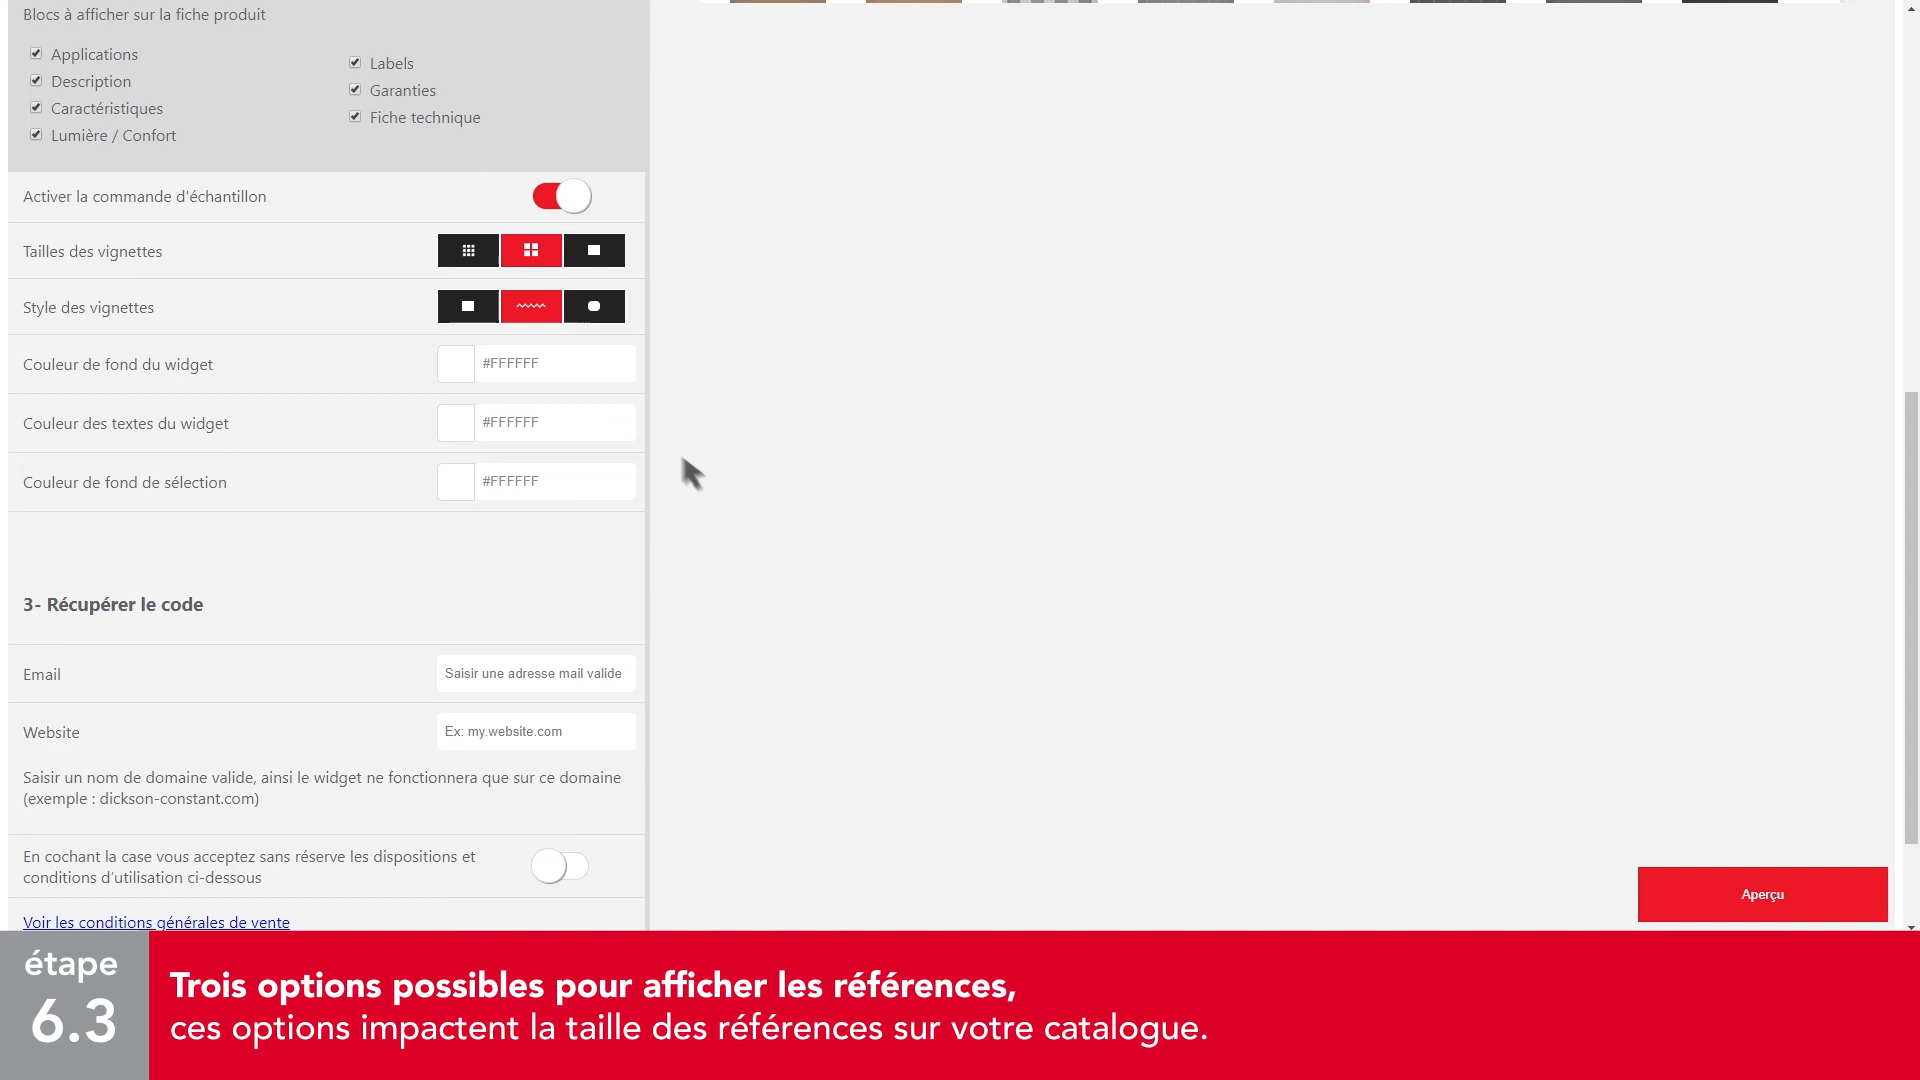 Blocs à afficher sur la fiche produit
Applications
Description
Caractéristiques
Lumière / Confort
Labels
Garanties
Fiche technique
Activer la commande d'échantillon
Tailles des vignettes
Style des vignettes
Couleur de fond du widget
#FFFFFF
Couleur des textes du widget
#FFFFFF
Couleur de fond de sélection
#FFFFFF
3- Récupérer le code
Email
Saisir une adresse mail valide
Website
Ex: my.website.com
Saisir un nom de domaine valide, ainsi le widget ne fonctionnera que sur ce domaine
(exemple : dickson-constant.com)
En cochant la case vous acceptez sans réserve les dispositions et
conditions d’utilisation ci-dessous
Voir les conditions générales de vente
Aperçu
étape
6.3
Trois options possibles pour afficher les références,
ces options impactent la taille des références sur votre catalogue.